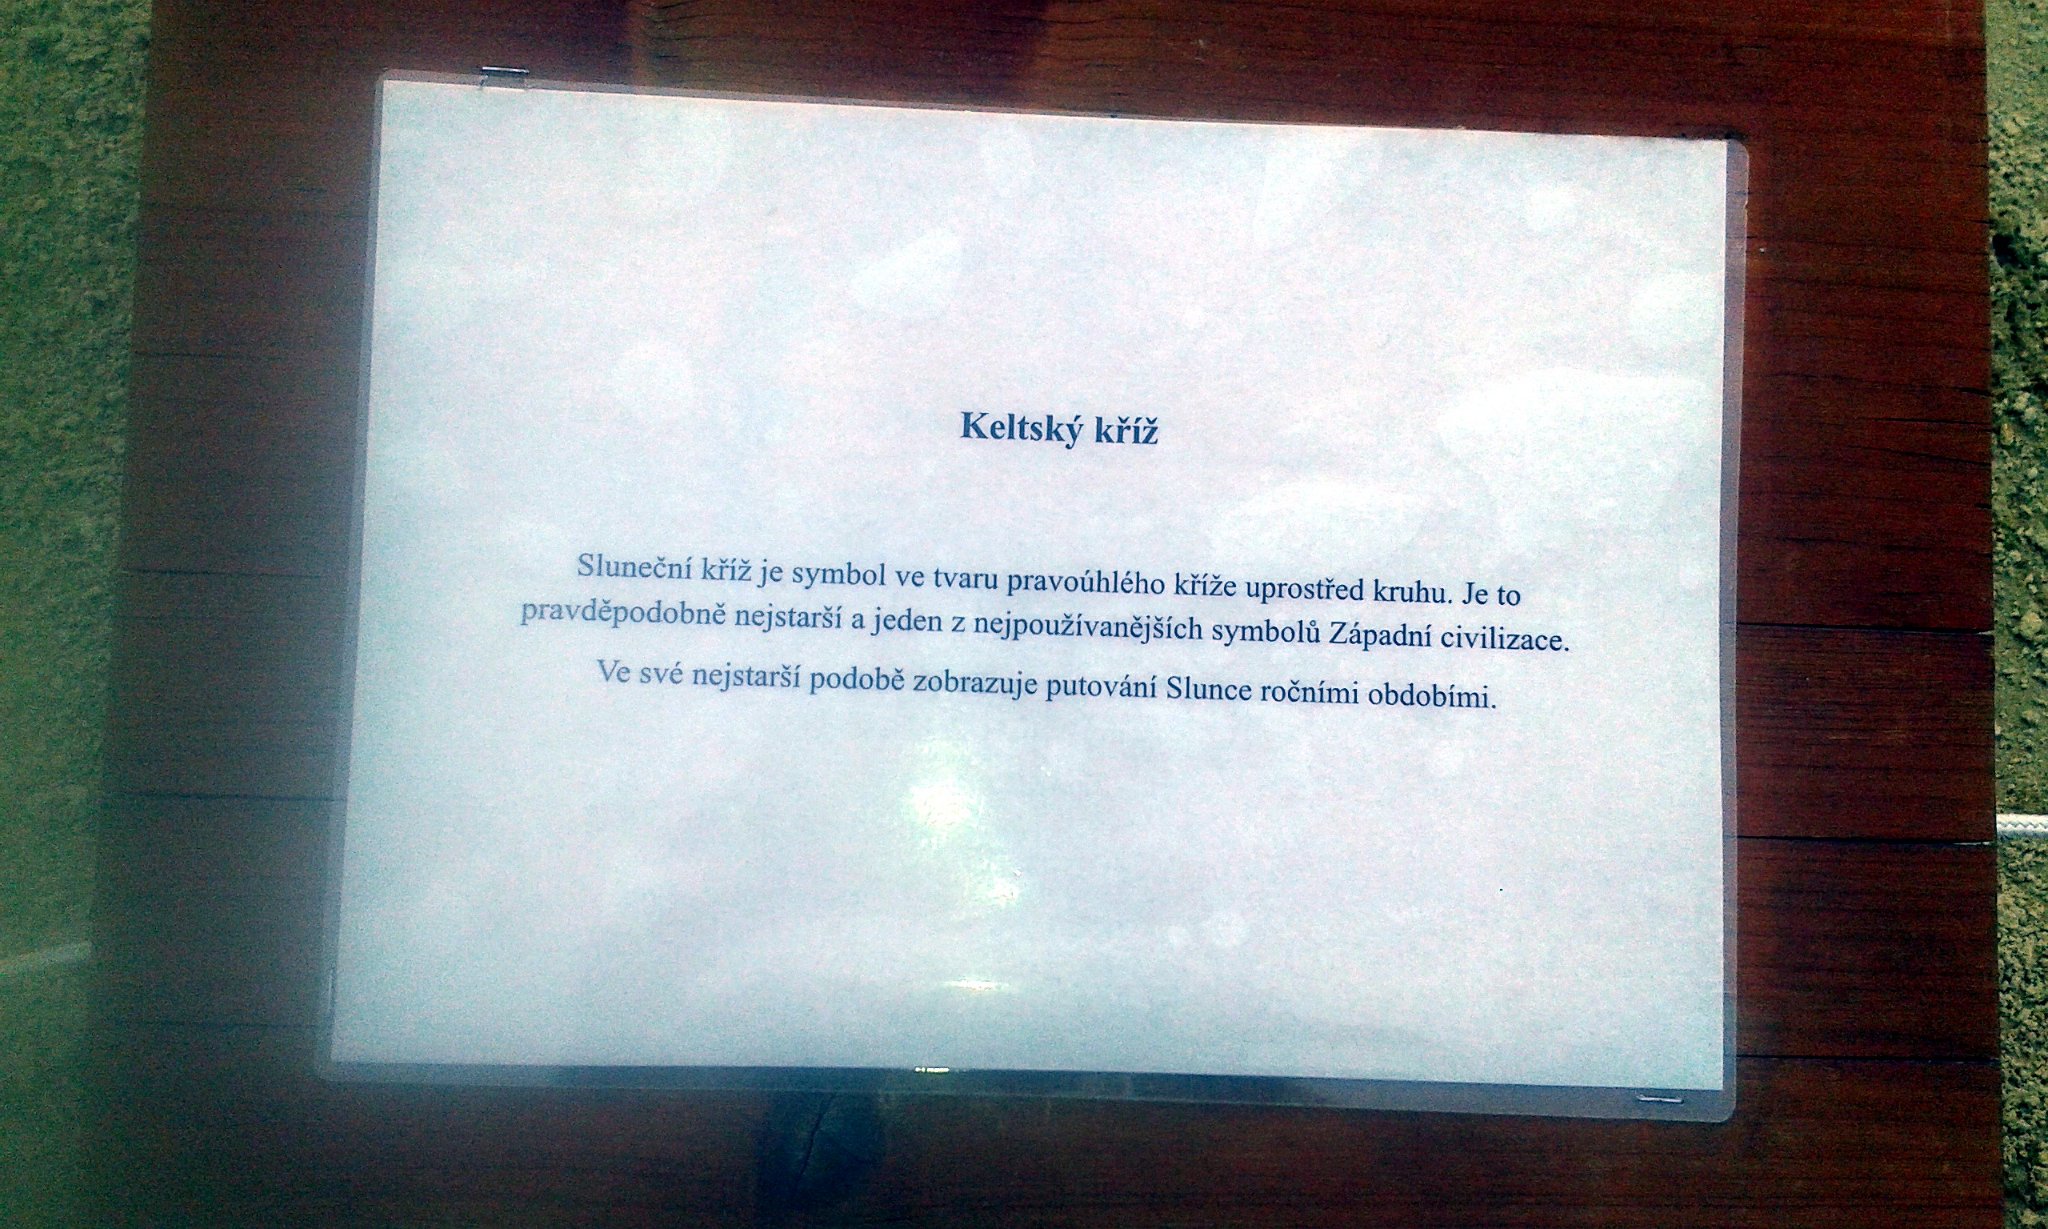 Keltský kříž
Sluneční kříž je symbol ve tvaru pravoúhlého kříže uprostřed kruhu. Je to
pravděpodobně nejstarší a jeden z nejpoužívanějších symbolů Západní civilizace.
Ve své nejstarší podobě zobrazuje putování Slunce ročními obdobími.